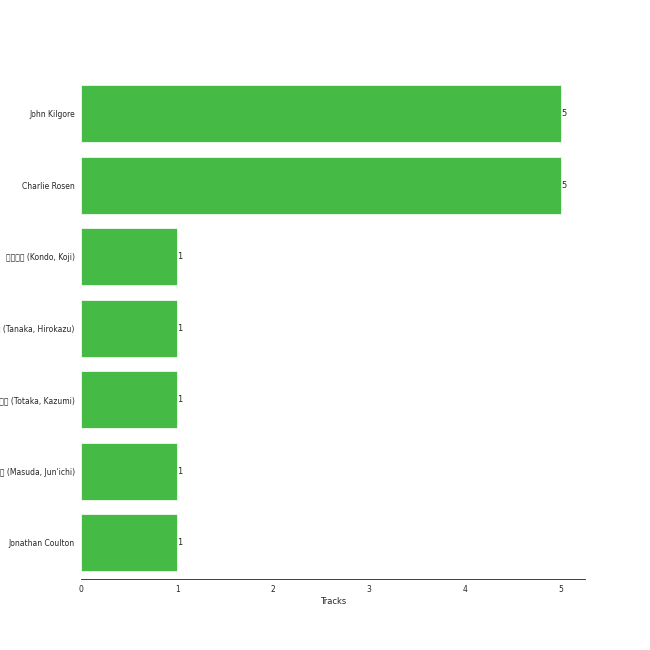 John Kilgore
5
Charlie Rosen
5
(Kondo, Koji)
1
(Tanaka, Hirokazu)
1
(Totaka, Kazumi)
1
(Masuda, Jun'ichi)
1
Jonathan Coulton
1
0 1 2 3 4 5
Tracks